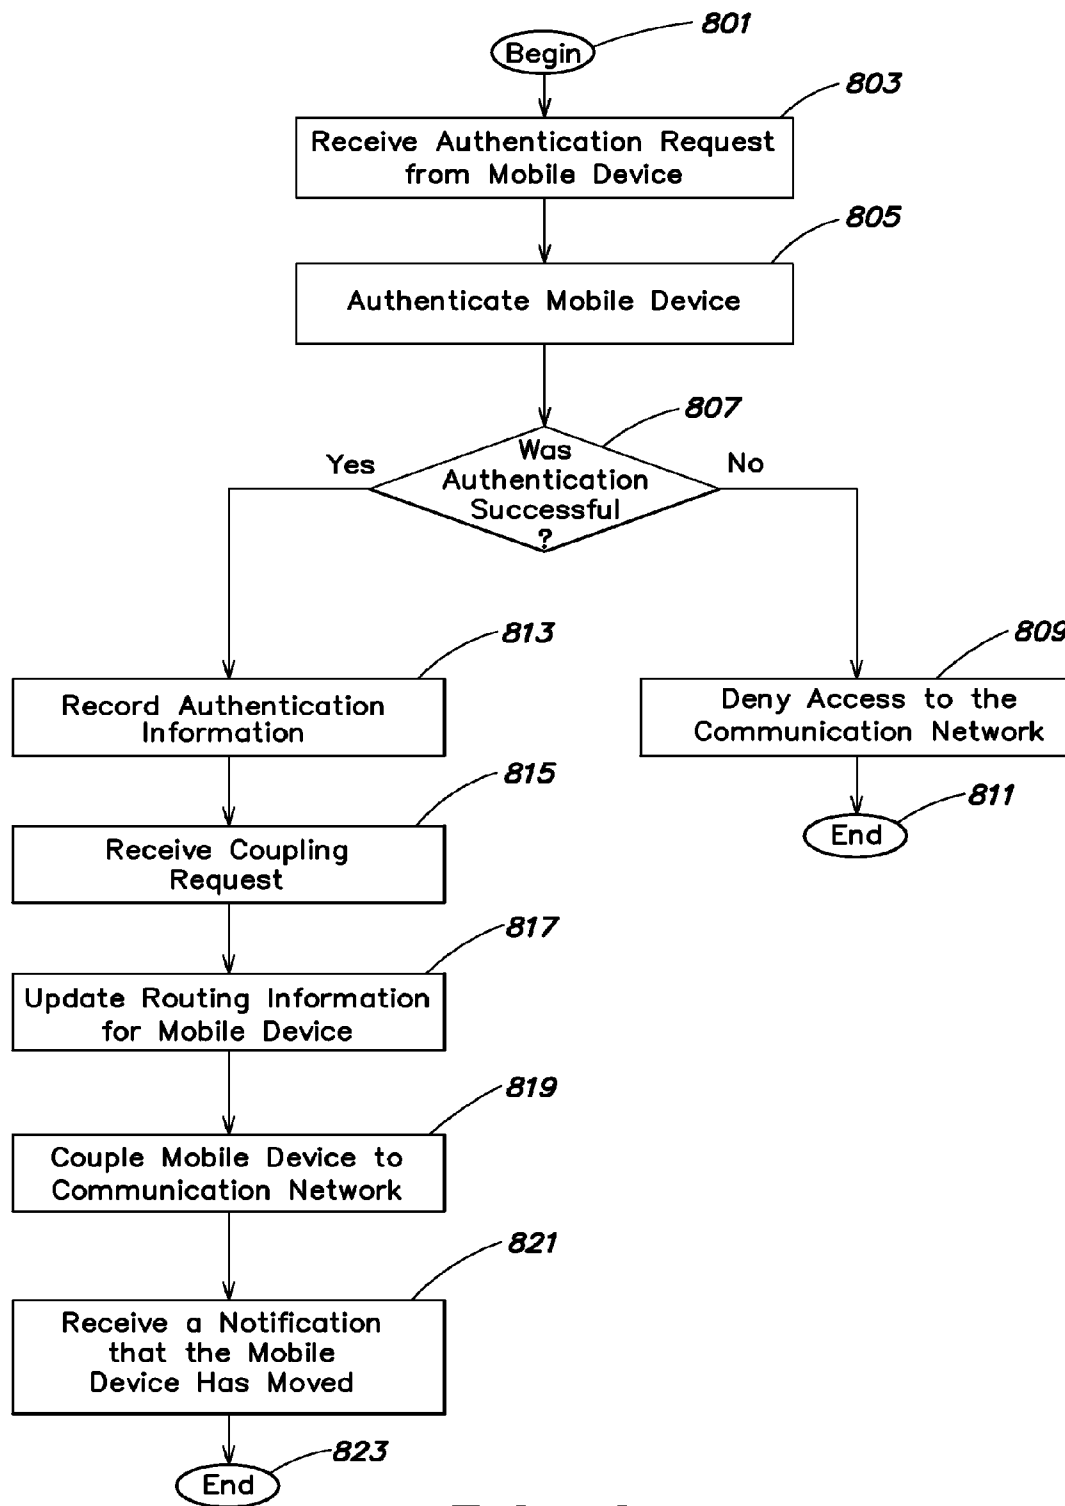 801
Begin
803
Receive Authentication Request
from Mobile Device
805
Authenticate Mobile Device
807
Was
Authentication
Successful
?
Yes
No
813
Record Authentication
Information
809
Deny Access to the
Communication Network
815
Receive Coupling
Request
811
End
817
Update Routing Information
for Mobile Device
819
Couple Mobile Device to
Communication Network
821
Receive a Notification
that the Mobile
Device Has Moved
823
End